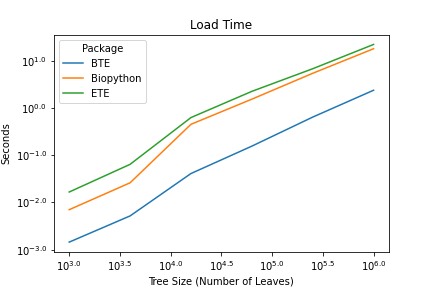 Load Time
Package
BTE
Biopython
ETE
Seconds
10^1.0
10^0.0
10^-1.0
10^-2.0
10^-3.0
10^3.0 10^3.5 10^4.0 10^4.5 10^5.0 10^5.5 10^6.0
Tree Size (Number of Leaves)